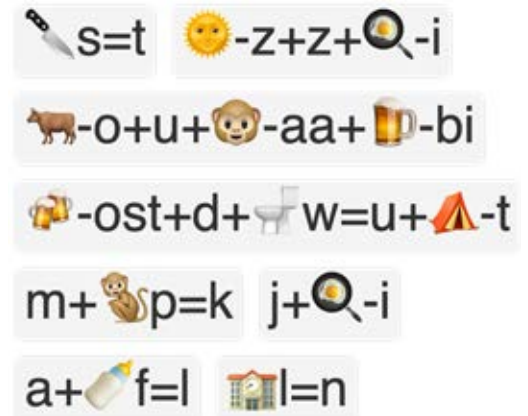 🔪s=t 🌞-z+z+🍳-i
🐂-o+u+🐵-aa+🍺-bi
🍻-ost+d+🚽w=u+⛺-t
m+🐒p=k j+🍳-i
a+🍼f=l 🏫l=n